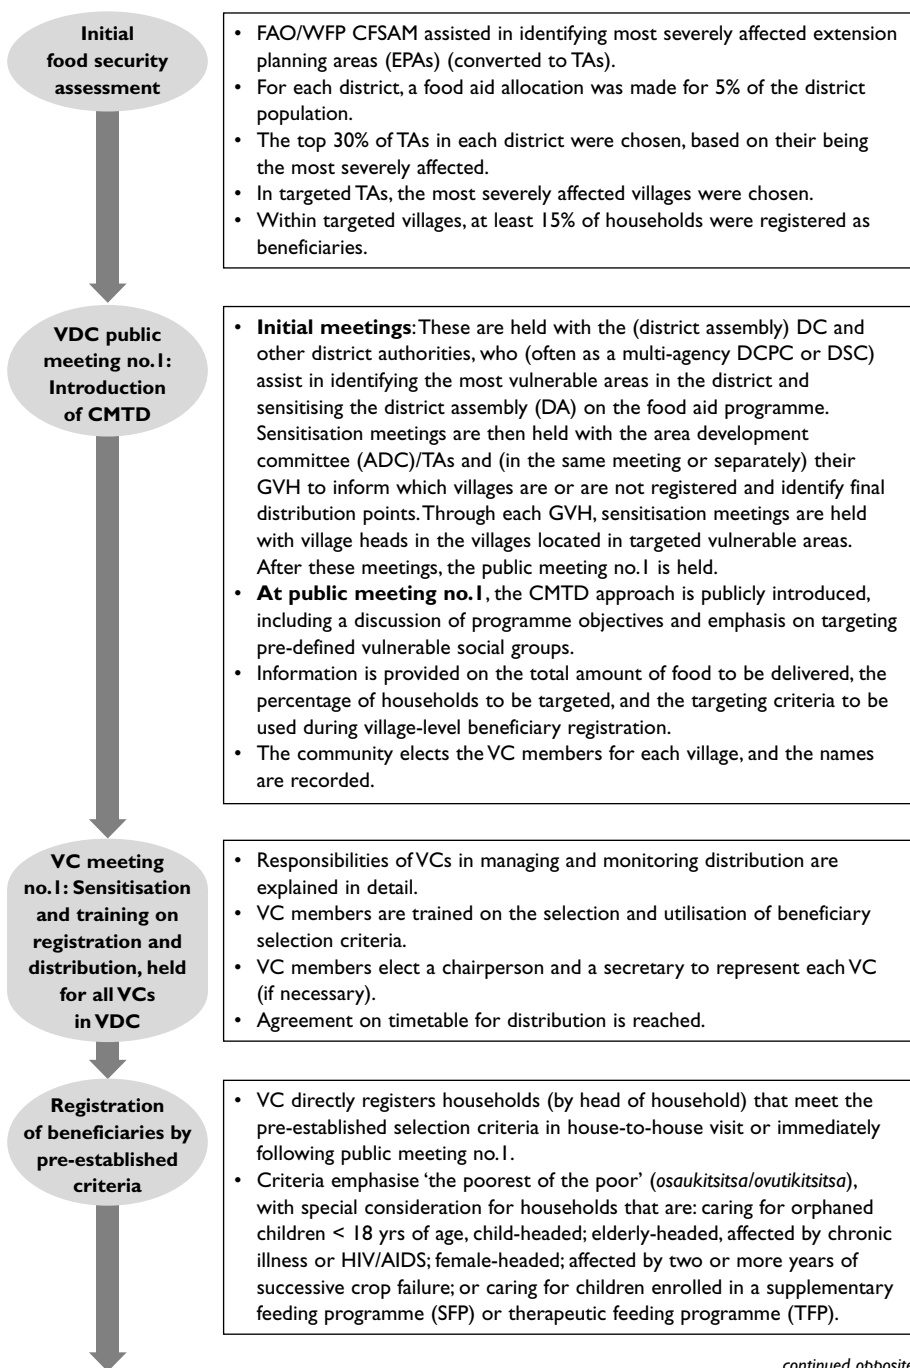 Initial
food security
assessment
• FAO/WFP CFSAM assisted in identifying most severely affected extension
planning areas (EPAs) (converted to TAs).
• For each district, a food aid allocation was made for 5% of the district
population.
• The top 30% of TAs in each district were chosen, based on their being
the most severely affected.
• In targeted TAs, the most severely affected villages were chosen.
• Within targeted villages, at least 15% of households were registered as
beneficiaries.
VDC public
meeting no.1:
Introduction
of CMTD
• Initial meetings: These are held with the (district assembly) DC and
other district authorities, who (often as a multi-agency DCPC or DSC)
assist in identifying the most vulnerable areas in the district and
sensitising the district assembly (DA) on the food aid programme.
Sensitisation meetings are then held with the area development
committee (ADC)/TAs and (in the same meeting or separately) their
GVH to inform which villages are or are not registered and identify final
distribution points. Through each GVH, sensitisation meetings are held
with village heads in the villages located in targeted vulnerable areas.
After these meetings, the public meeting no.1 is held.
• At public meeting no.1, the CMTD approach is publicly introduced,
including a discussion of programme objectives and emphasis on targeting
pre-defined vulnerable social groups.
• Information is provided on the total amount of food to be delivered, the
percentage of households to be targeted, and the targeting criteria to be
used during village-level beneficiary registration.
• The community elects the VC members for each village, and the names
are recorded.
VC meeting
no.1: Sensitisation
and training on
registration and
distribution, held
for all VCs
in VDC
• Responsibilities of VCs in managing and monitoring distribution are
explained in detail.
• VC members are trained on the selection and utilisation of beneficiary
selection criteria.
• VC members elect a chairperson and a secretary to represent each VC
(if necessary).
• Agreement on timetable for distribution is reached.
Registration
of beneficiaries by
pre-established
criteria
• VC directly registers households (by head of household) that meet the
pre-established selection criteria in house-to-house visit or immediately
following public meeting no.1.
• Criteria emphasise ‘the poorest of the poor’ (osaukitsitsa/ovutikitsitsa),
with special consideration for households that are: caring for orphaned
children < 18 yrs of age, child-headed; elderly-headed, affected by chronic
illness or HIV/AIDS; female-headed; affected by two or more years of
successive crop failure; or caring for children enrolled in a supplementary
feeding programme (SFP) or therapeutic feeding programme (TFP).
continued opposite